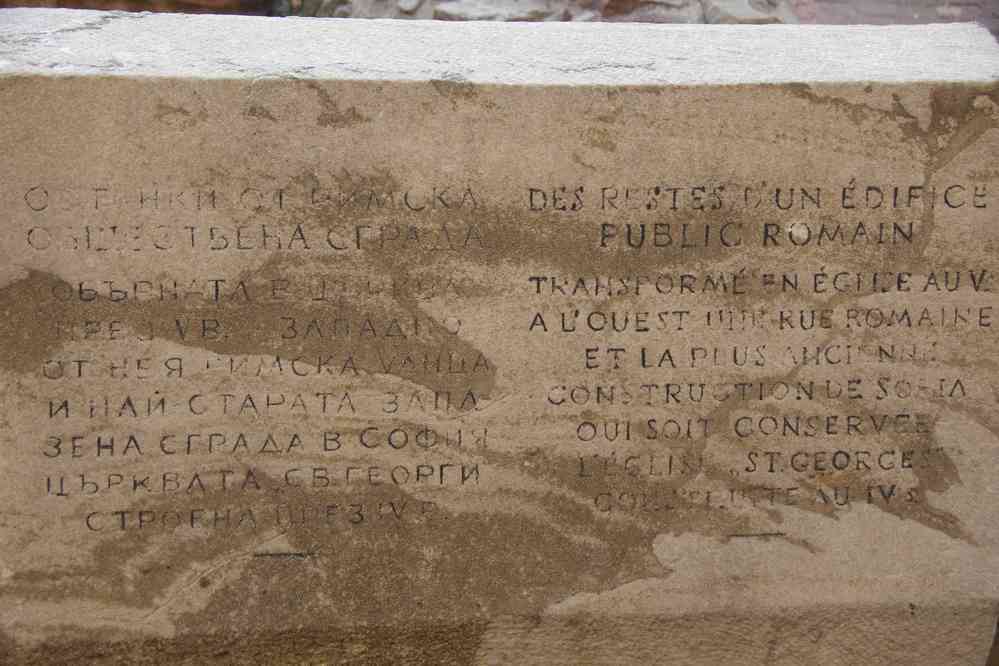 ОСТАНКИ ОТ РИМСКА
ОБЩЕСТВЕНА СГРАДА
ОБЪРНАТА В ЦЪРКВА
ПРЕЗ V В. ЗАПАДНО
ОТ НЕЯ РИМСКА УЛИЦА
И НАЙ-СТАРАТА ЗАПА
ЗЕНА СГРАДА В СОФИЯ
ЦЪРКВАТА „СВ. ГЕОРГИ
СТРОЕНА ПРЕЗ IV В.
DES RESTES D'UN ÉDIFICE
PUBLIC ROMAIN
TRANSFORMÉ EN ÉGLISE AU V S
A L'OUEST UNE RUE ROMAINE
ET LA PLUS ANCIENNE
CONSTRUCTION DE SOFIA
QUI SOIT CONSERVÉE
L'ÉGLISE „ST. GEORGES"
CONSTRUITE AU IV S